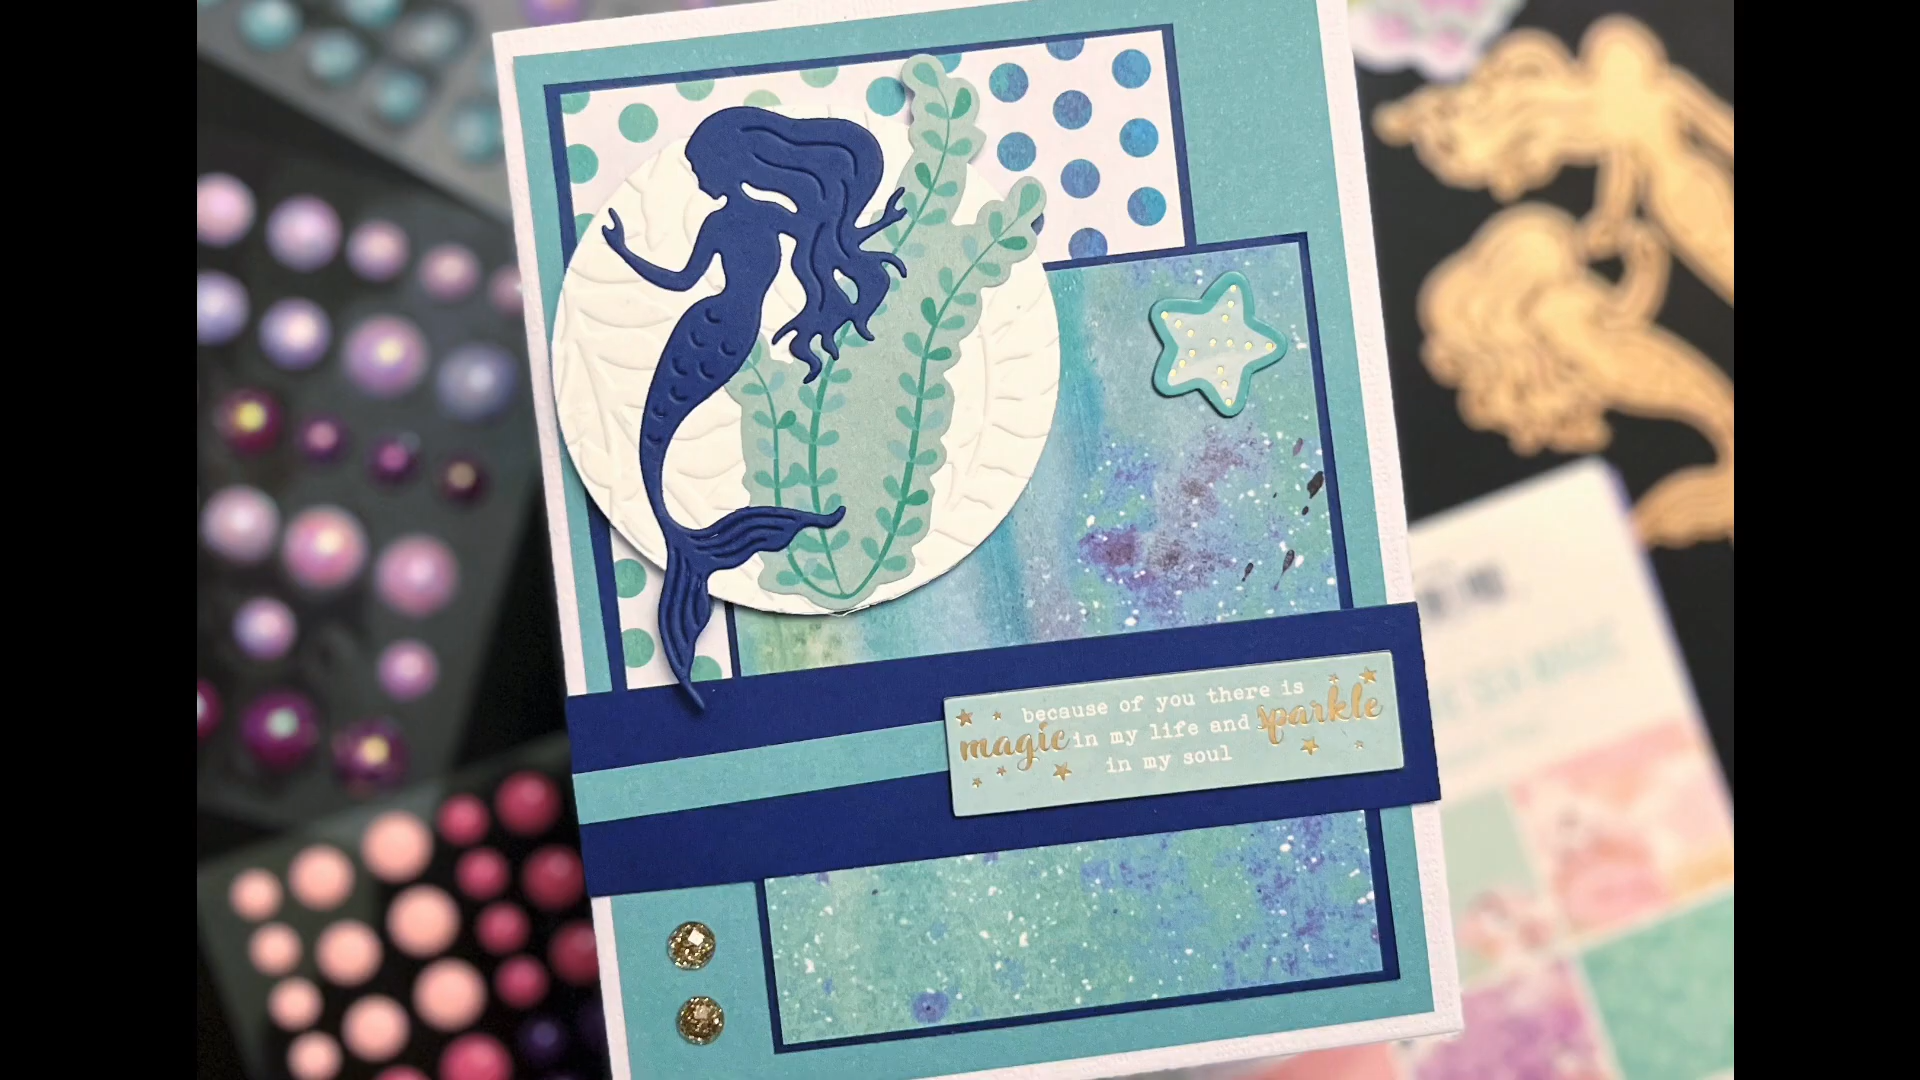 because of you there is
magic in my life and sparkle
in my soul